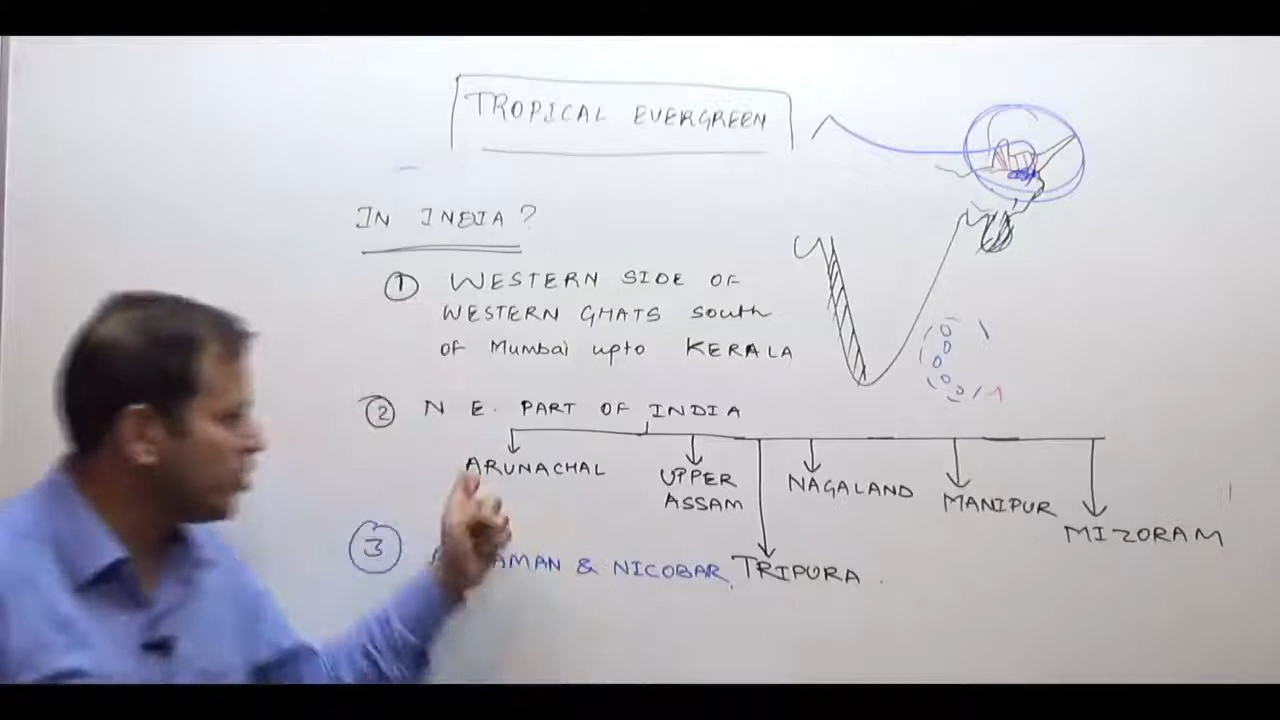 TROPICAL EVERGREEN
IN INDIA?
① WESTERN SIDE OF
WESTERN GHATS South
of Mumbai upto KERALA
② N E. PART OF INDIA
ARUNACHAL
UPPER
ASSAM
NAGALAND
MANIPUR
MIZORAM
③ AMAN & NICOBAR
TRIPURA